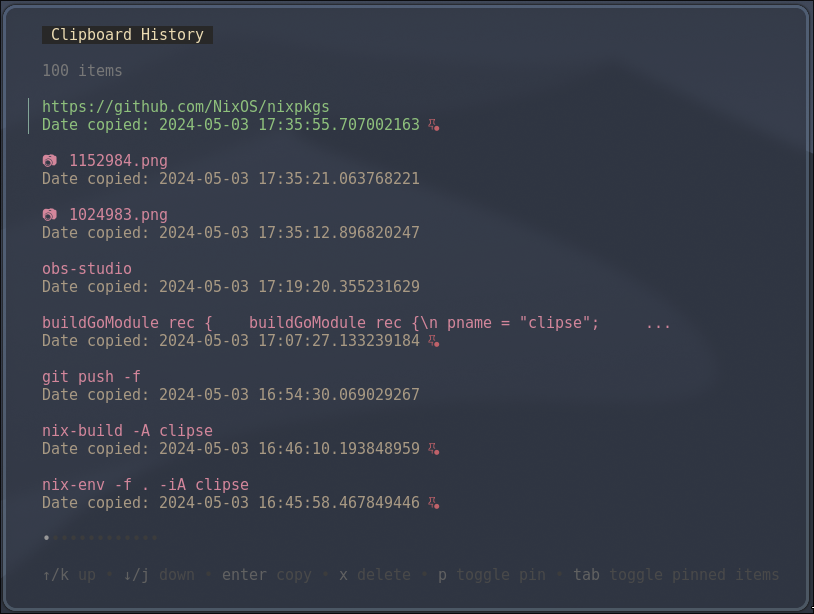 Clipboard History
100 items
https://github.com/NixOS/nixpkgs
Date copied: 2024-05-03 17:35:55.707002163
1152984.png
Date copied: 2024-05-03 17:35:21.063768221
1024983.png
Date copied: 2024-05-03 17:35:12.896820247
obs-studio
Date copied: 2024-05-03 17:19:20.355231629
buildGoModule rec {    buildGoModule rec {\n pname = "clipse";     ...
Date copied: 2024-05-03 17:07:27.133239184
git push -f
Date copied: 2024-05-03 16:54:30.069029267
nix-build -A clipse
Date copied: 2024-05-03 16:46:10.193848959
nix-env -f . -iA clipse
Date copied: 2024-05-03 16:45:58.467849446
↑/k up • ↓/j down • enter copy • x delete • p toggle pin • tab toggle pinned items